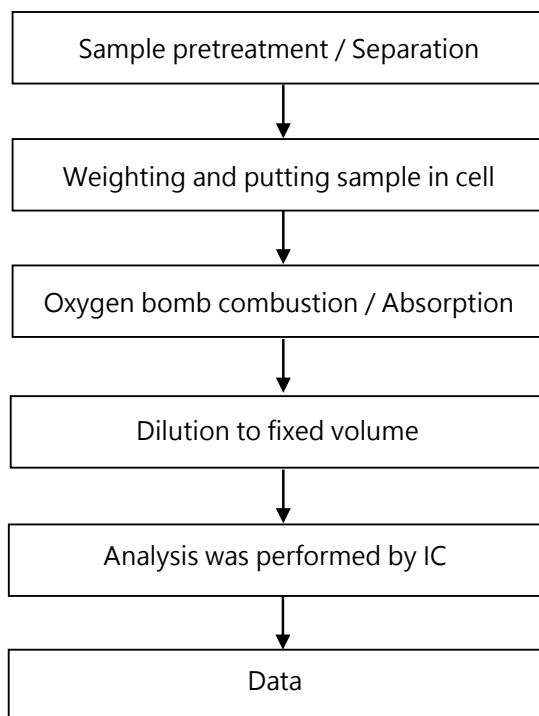 Sample pretreatment / Separation
Weighting and putting sample in cell
Oxygen bomb combustion / Absorption
Dilution to fixed volume
Analysis was performed by IC
Data